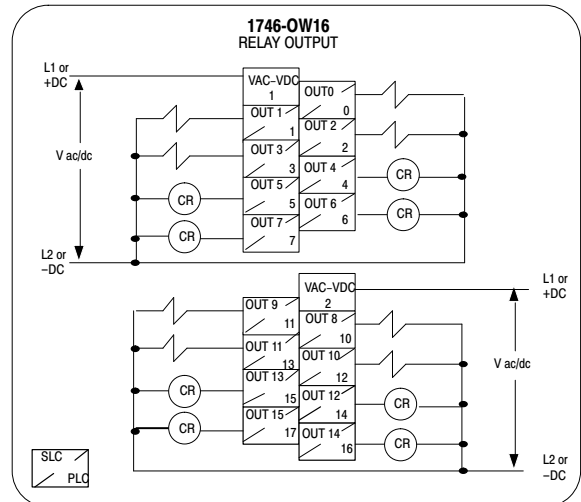 1746-OW16
RELAY OUTPUT
L1 or
+DC
VAC-VDC
1
OUT0
0
OUT 1
1
OUT 2
2
V ac/dc
OUT 3
3
OUT 4
4
CR
CR
OUT 5
5
OUT 6
6
CR
CR
OUT 7
7
L2 or
–DC
VAC-VDC
2
L1 or
+DC
OUT 9
11
OUT 8
10
OUT 11
13
OUT 10
12
V ac/dc
CR
OUT 13
15
OUT 12
14
CR
CR
OUT 15
17
OUT 14
16
CR
SLC
PLC
L2 or
–DC